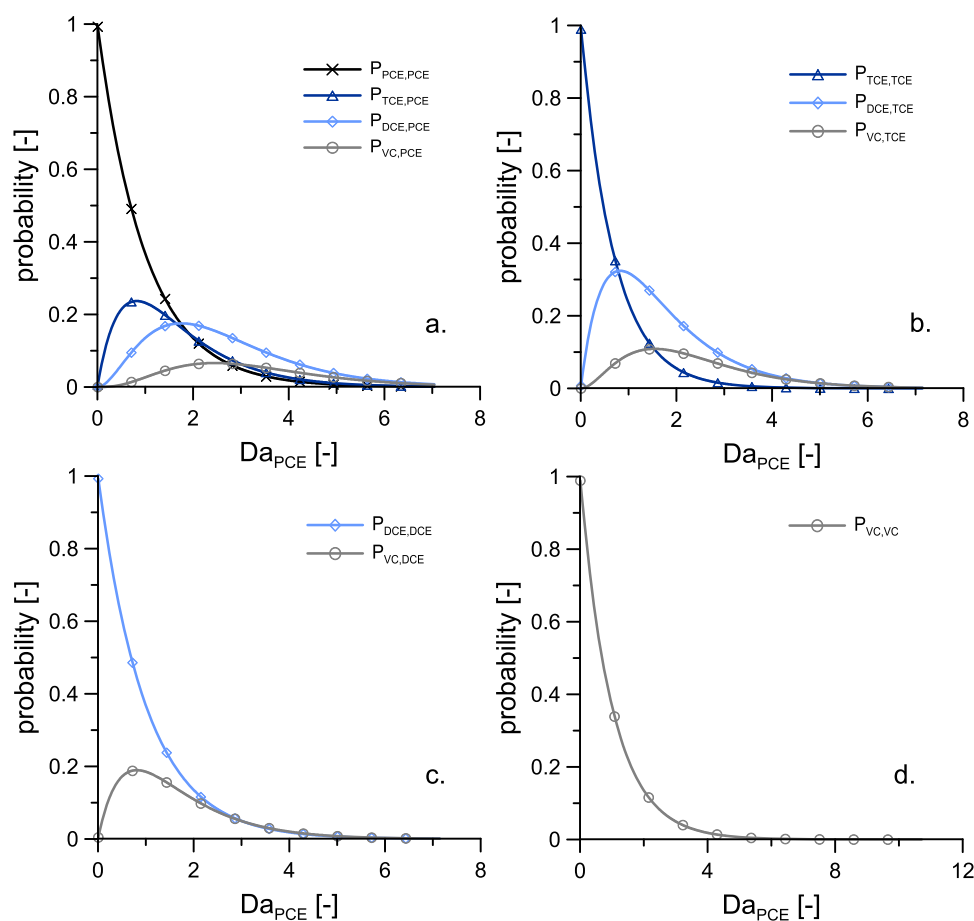 1
0.8
0.6
0.4
0.2
0
0 2 4 6 8
probability [-]
Da_PCE [-]
P_PCE,PCE
P_TCE,PCE
P_DCE,PCE
P_VC,PCE
a.
1
0.8
0.6
0.4
0.2
0
0 2 4 6 8
probability [-]
Da_PCE [-]
P_TCE,TCE
P_DCE,TCE
P_VC,TCE
b.
1
0.8
0.6
0.4
0.2
0
0 2 4 6 8
probability [-]
Da_PCE [-]
P_DCE,DCE
P_VC,DCE
c.
1
0.8
0.6
0.4
0.2
0
0 4 8 12
probability [-]
Da_PCE [-]
P_VC,VC
d.